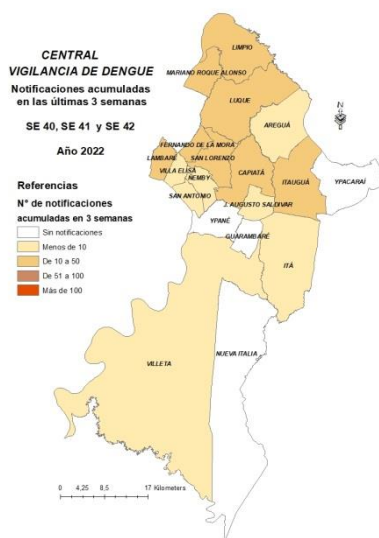 CENTRAL
VIGILANCIA DE DENGUE
Notificaciones acumuladas
en las últimas 3 semanas
SE 40, SE 41 y SE 42
Año 2022
Referencias
N° de notificaciones
acumuladas en 3 semanas
Sin notificaciones
Menos de 10
De 10 a 50
De 51 a 100
Más de 100
LIMPIO
MARIANO ROQUE ALONSO
LUQUE
AREGUÁ
N
FERNANDO DE LA MORA
LAMBARÉ
SAN LORENZO
VILLA ELISA
ÑEMBY
CAPIATÁ
ITAUGUÁ
YPACARAÍ
SAN ANTONIO
J. AUGUSTO SALDIVAR
YPANÉ
GUARAMBARÉ
ITÁ
VILLETA
NUEVA ITALIA
0 4,25 8,5 17 Kilometers